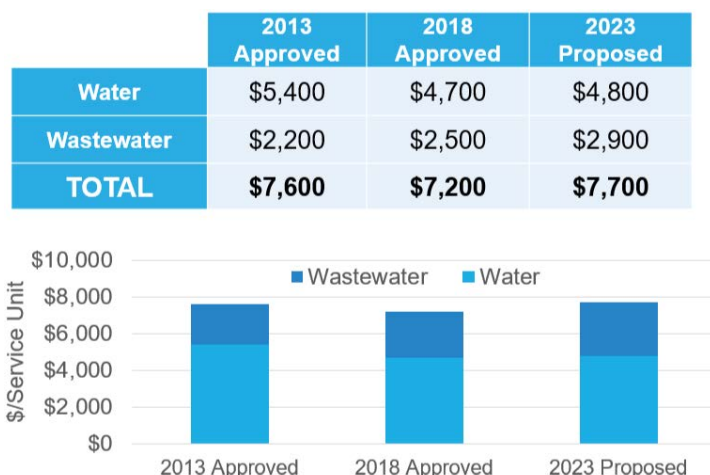 2013 Approved
2018 Approved
2023 Proposed
Water $5,400 $4,700 $4,800
Wastewater $2,200 $2,500 $2,900
TOTAL $7,600 $7,200 $7,700
$/Service Unit
$10,000
$8,000
$6,000
$4,000
$2,000
$0
Wastewater Water
2013 Approved 2018 Approved 2023 Proposed